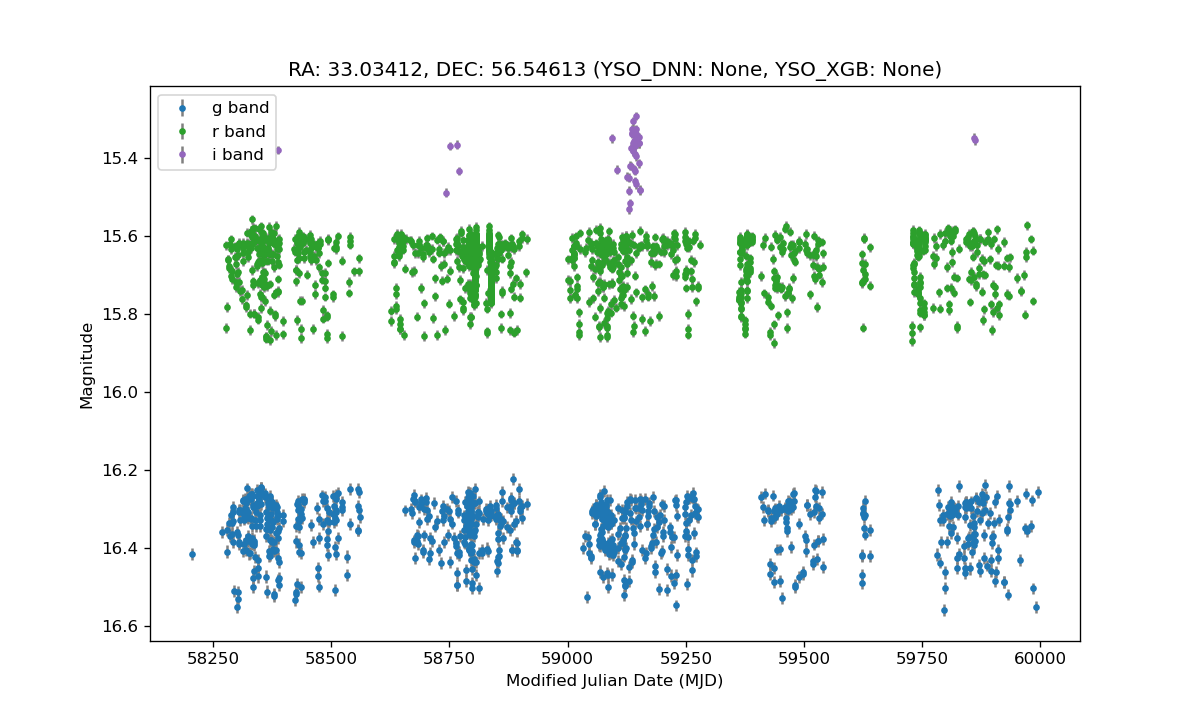 RA: 33.03412, DEC: 56.54613 (YSO_DNN: None, YSO_XGB: None)
g band
r band
i band
15.4
15.6
15.8
16.0
16.2
16.4
16.6
Magnitude
58250 58500 58750 59000 59250 59500 59750 60000
Modified Julian Date (MJD)